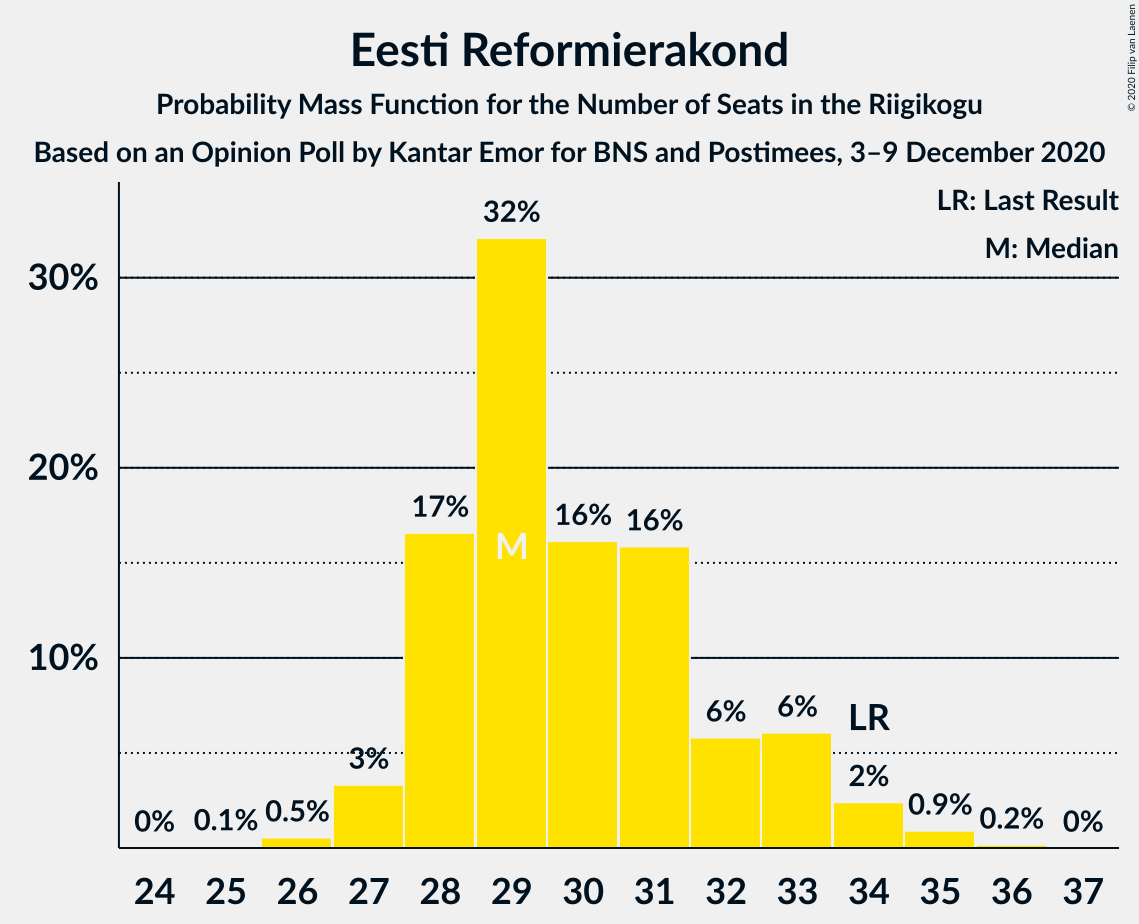 Eesti Reformierakond
Probability Mass Function for the Number of Seats in the Riigikogu
Based on an Opinion Poll by Kantar Emor for BNS and Postimees, 3–9 December 2020
© 2020 Filip van Laenen
LR: Last Result
M: Median
30%
20%
10%
0%
0.1%
0.5%
3%
17%
32%
M
16%
16%
6%
6%
LR
2%
0.9%
0.2%
0%
24 25 26 27 28 29 30 31 32 33 34 35 36 37